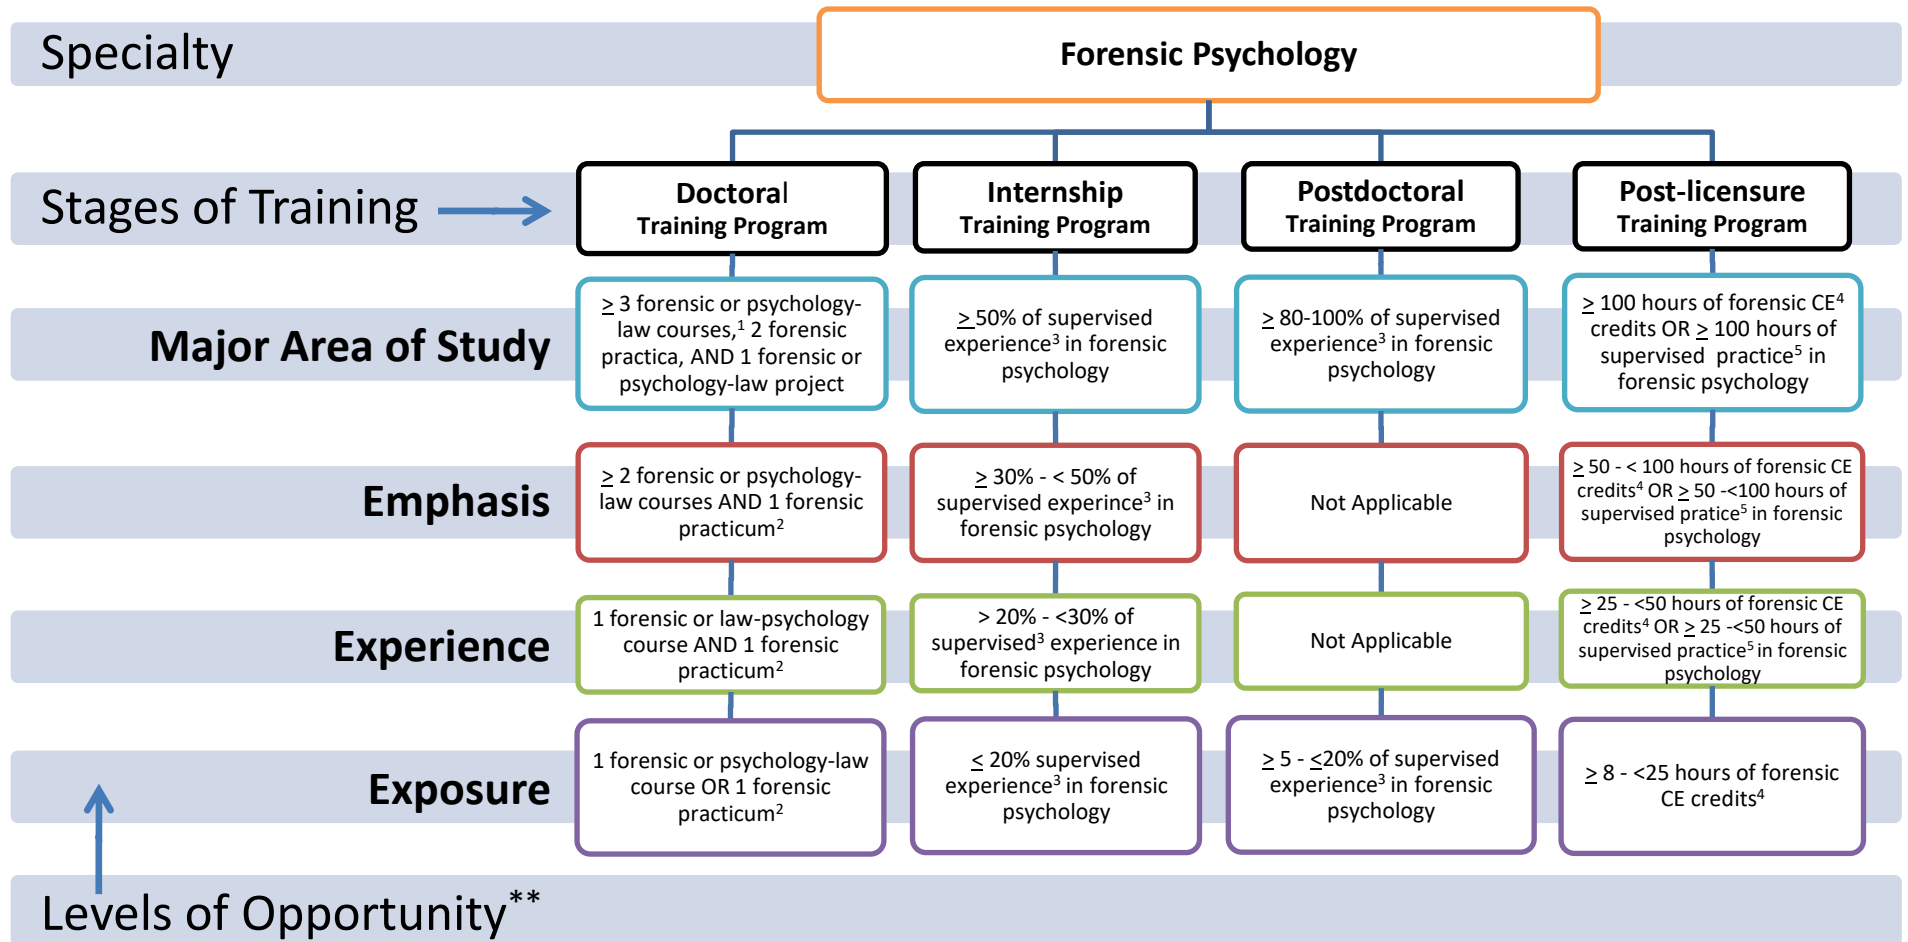 Specialty
Forensic Psychology
Stages of Training
Doctoral
Training Program
Internship
Training Program
Postdoctoral
Training Program
Post-licensure
Training Program
Major Area of Study
≥ 3 forensic or psychology-
law courses,¹ 2 forensic
practica, AND 1 forensic or
psychology-law project
≥ 50% of supervised
experience³ in forensic
psychology
≥ 80-100% of supervised
experience³ in forensic
psychology
≥ 100 hours of forensic CE⁴
credits OR ≥ 100 hours of
supervised practice⁵ in
forensic psychology
Emphasis
≥ 2 forensic or psychology-
law courses AND 1 forensic
practicum²
≥ 30% - < 50% of
supervised experince³ in
forensic psychology
Not Applicable
≥ 50 - < 100 hours of forensic CE
credits⁴ OR ≥ 50 -<100 hours of
supervised pratice⁵ in forensic
psychology
Experience
1 forensic or law-psychology
course AND 1 forensic
practicum²
> 20% - <30% of
supervised³ experience in
forensic psychology
Not Applicable
≥ 25 - <50 hours of forensic CE
credits⁴ OR ≥ 25 -<50 hours of
supervised practice⁵ in forensic
psychology
Exposure
1 forensic or psychology-law
course OR 1 forensic
practicum²
≤ 20% supervised
experience³ in forensic
psychology
≥ 5 - ≤20% of supervised
experience³ in forensic
psychology
≥ 8 - <25 hours of forensic
CE credits⁴
Levels of Opportunity**